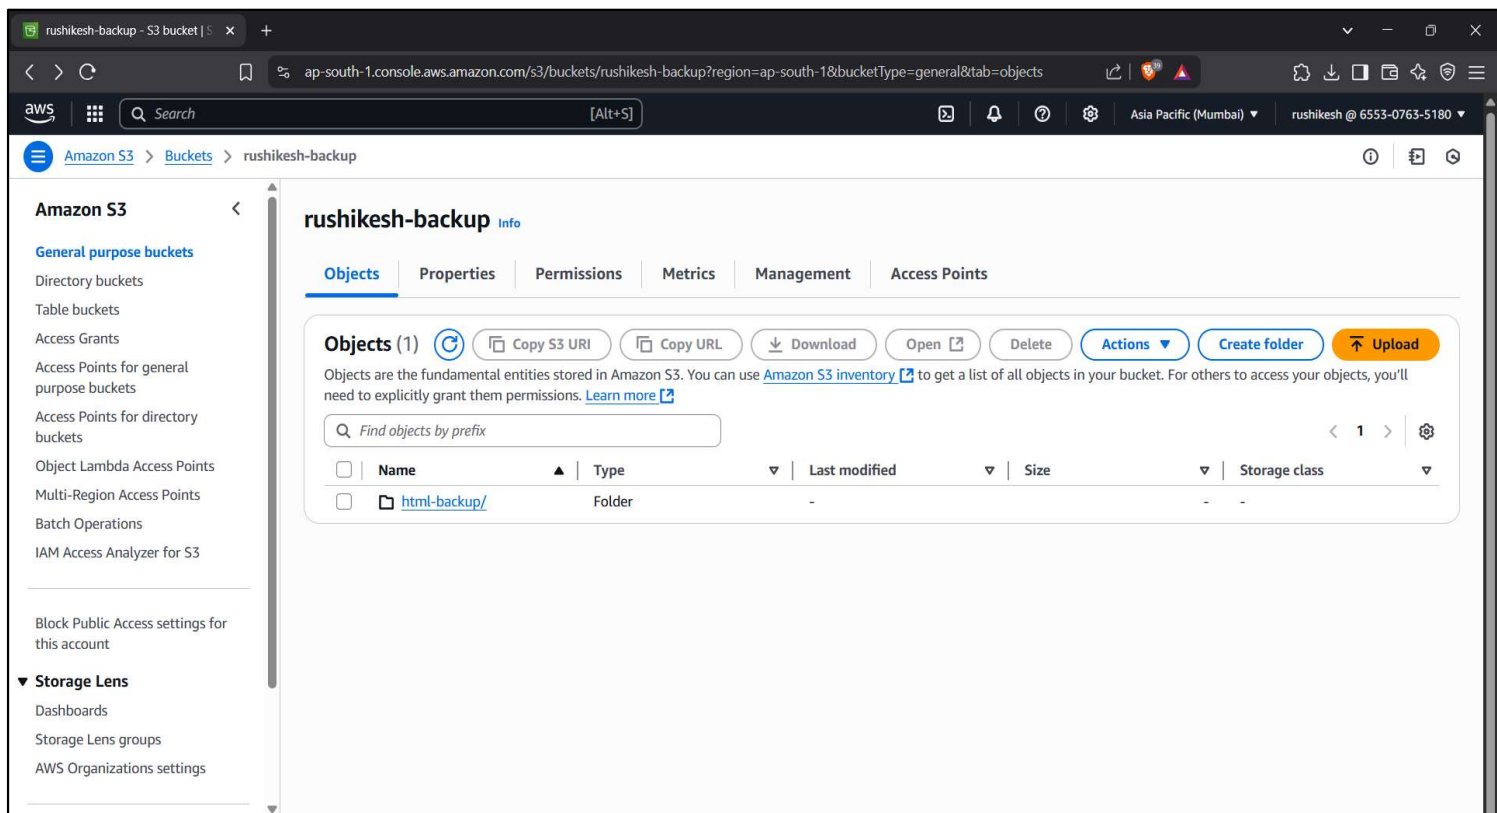 rushikesh-backup - S3 bucket | S
ap-south-1.console.aws.amazon.com/s3/buckets/rushikesh-backup?region=ap-south-1&bucketType=general&tab=objects
39
aws
Search
[Alt+S]
Asia Pacific (Mumbai)
rushikesh @ 6553-0763-5180
Amazon S3 > Buckets > rushikesh-backup
Amazon S3
General purpose buckets
Directory buckets
Table buckets
Access Grants
Access Points for general
purpose buckets
Access Points for directory
buckets
Object Lambda Access Points
Multi-Region Access Points
Batch Operations
IAM Access Analyzer for S3
Block Public Access settings for
this account
Storage Lens
Dashboards
Storage Lens groups
AWS Organizations settings
rushikesh-backup Info
Objects Properties Permissions Metrics Management Access Points
Objects (1) Copy S3 URI Copy URL Download Open Delete Actions Create folder Upload
Objects are the fundamental entities stored in Amazon S3. You can use Amazon S3 inventory to get a list of all objects in your bucket. For others to access your objects, you'll
need to explicitly grant them permissions. Learn more
Find objects by prefix
1
Name Type Last modified Size Storage class
html-backup/ Folder - - -